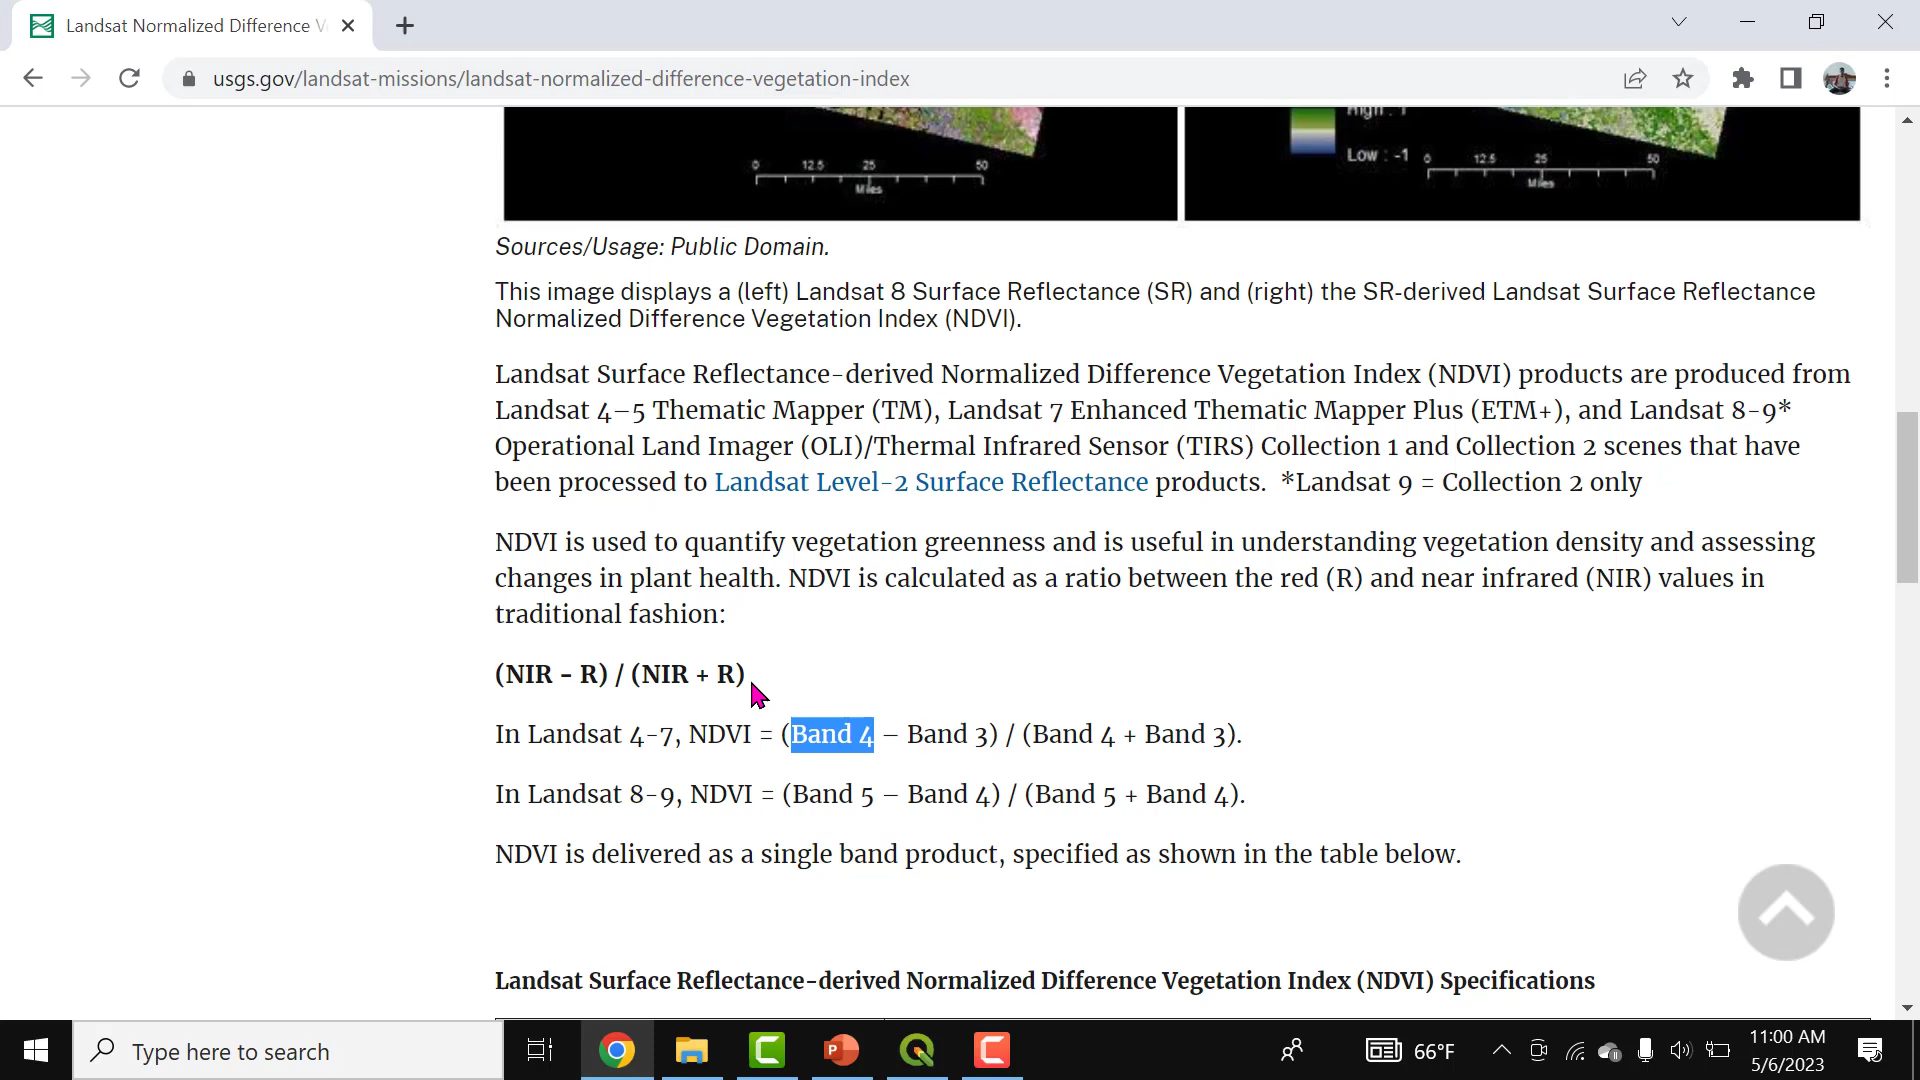 Landsat Normalized Difference V
usgs.gov/landsat-missions/landsat-normalized-difference-vegetation-index
High : 1
Low : -1
0 12.5 25 50
Miles
0 12.5 25 50
Miles
Sources/Usage: Public Domain.
This image displays a (left) Landsat 8 Surface Reflectance (SR) and (right) the SR-derived Landsat Surface Reflectance
Normalized Difference Vegetation Index (NDVI).
Landsat Surface Reflectance-derived Normalized Difference Vegetation Index (NDVI) products are produced from
Landsat 4–5 Thematic Mapper (TM), Landsat 7 Enhanced Thematic Mapper Plus (ETM+), and Landsat 8-9*
Operational Land Imager (OLI)/Thermal Infrared Sensor (TIRS) Collection 1 and Collection 2 scenes that have
been processed to Landsat Level-2 Surface Reflectance products. *Landsat 9 = Collection 2 only
NDVI is used to quantify vegetation greenness and is useful in understanding vegetation density and assessing
changes in plant health. NDVI is calculated as a ratio between the red (R) and near infrared (NIR) values in
traditional fashion:
(NIR - R) / (NIR + R)
In Landsat 4-7, NDVI = (Band 4 – Band 3) / (Band 4 + Band 3).
In Landsat 8-9, NDVI = (Band 5 – Band 4) / (Band 5 + Band 4).
NDVI is delivered as a single band product, specified as shown in the table below.
Landsat Surface Reflectance-derived Normalized Difference Vegetation Index (NDVI) Specifications
Type here to search
66°F
11:00 AM
5/6/2023